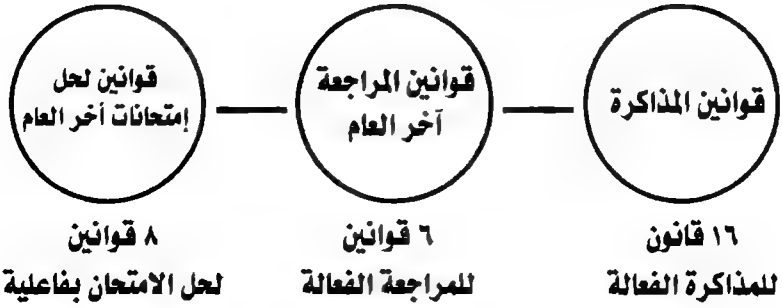 قوانين المذاكرة
١٦ قانون
للمذاكرة الفعالة
قوانين المراجعة
آخر العام
٦ قوانين
للمراجعة الفعالة
قوانين لحل
إمتحانات أخر العام
٨ قوانين
لحل الامتحان بفاعلية